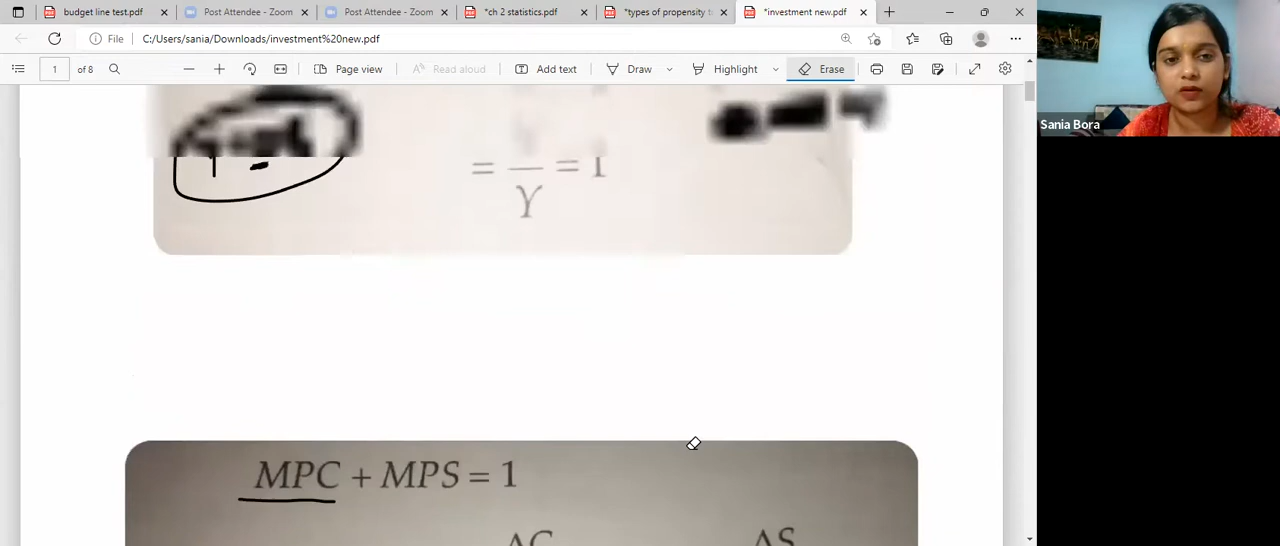 budget line test.pdf
Post Attendee - Zoom
Post Attendee - Zoom
*ch 2 statistics.pdf
*types of propensity t
*investment new.pdf
File C:/Users/sania/Downloads/investment%20new.pdf
1 of 8
Page view
Read aloud
Add text
Draw
Highlight
Erase
Sania Bora
= — = 1
Y
MPC + MPS = 1
ΔC ΔS